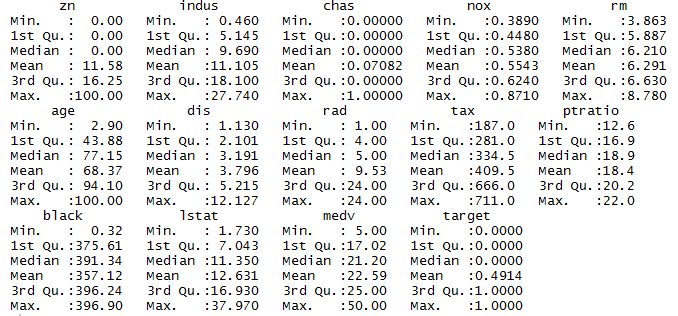 zn indus chas nox rm
Min. : 0.00 Min. : 0.460 Min. :0.00000 Min. :0.3890 Min. :3.863
1st Qu.: 0.00 1st Qu.: 5.145 1st Qu.:0.00000 1st Qu.:0.4480 1st Qu.:5.887
Median : 0.00 Median : 9.690 Median :0.00000 Median :0.5380 Median :6.210
Mean : 11.58 Mean :11.105 Mean :0.07082 Mean :0.5543 Mean :6.291
3rd Qu.: 16.25 3rd Qu.:18.100 3rd Qu.:0.00000 3rd Qu.:0.6240 3rd Qu.:6.630
Max. :100.00 Max. :27.740 Max. :1.00000 Max. :0.8710 Max. :8.780
age dis rad tax ptratio
Min. : 2.90 Min. : 1.130 Min. : 1.00 Min. :187.0 Min. :12.6
1st Qu.: 43.88 1st Qu.: 2.101 1st Qu.: 4.00 1st Qu.:281.0 1st Qu.:16.9
Median : 77.15 Median : 3.191 Median : 5.00 Median :334.5 Median :18.9
Mean : 68.37 Mean : 3.796 Mean : 9.53 Mean :409.5 Mean :18.4
3rd Qu.: 94.10 3rd Qu.: 5.215 3rd Qu.:24.00 3rd Qu.:666.0 3rd Qu.:20.2
Max. :100.00 Max. :12.127 Max. :24.00 Max. :711.0 Max. :22.0
black lstat medv target
Min. : 0.32 Min. : 1.730 Min. : 5.00 Min. :0.0000
1st Qu.:375.61 1st Qu.: 7.043 1st Qu.:17.02 1st Qu.:0.0000
Median :391.34 Median :11.350 Median :21.20 Median :0.0000
Mean :357.12 Mean :12.631 Mean :22.59 Mean :0.4914
3rd Qu.:396.24 3rd Qu.:16.930 3rd Qu.:25.00 3rd Qu.:1.0000
Max. :396.90 Max. :37.970 Max. :50.00 Max. :1.0000